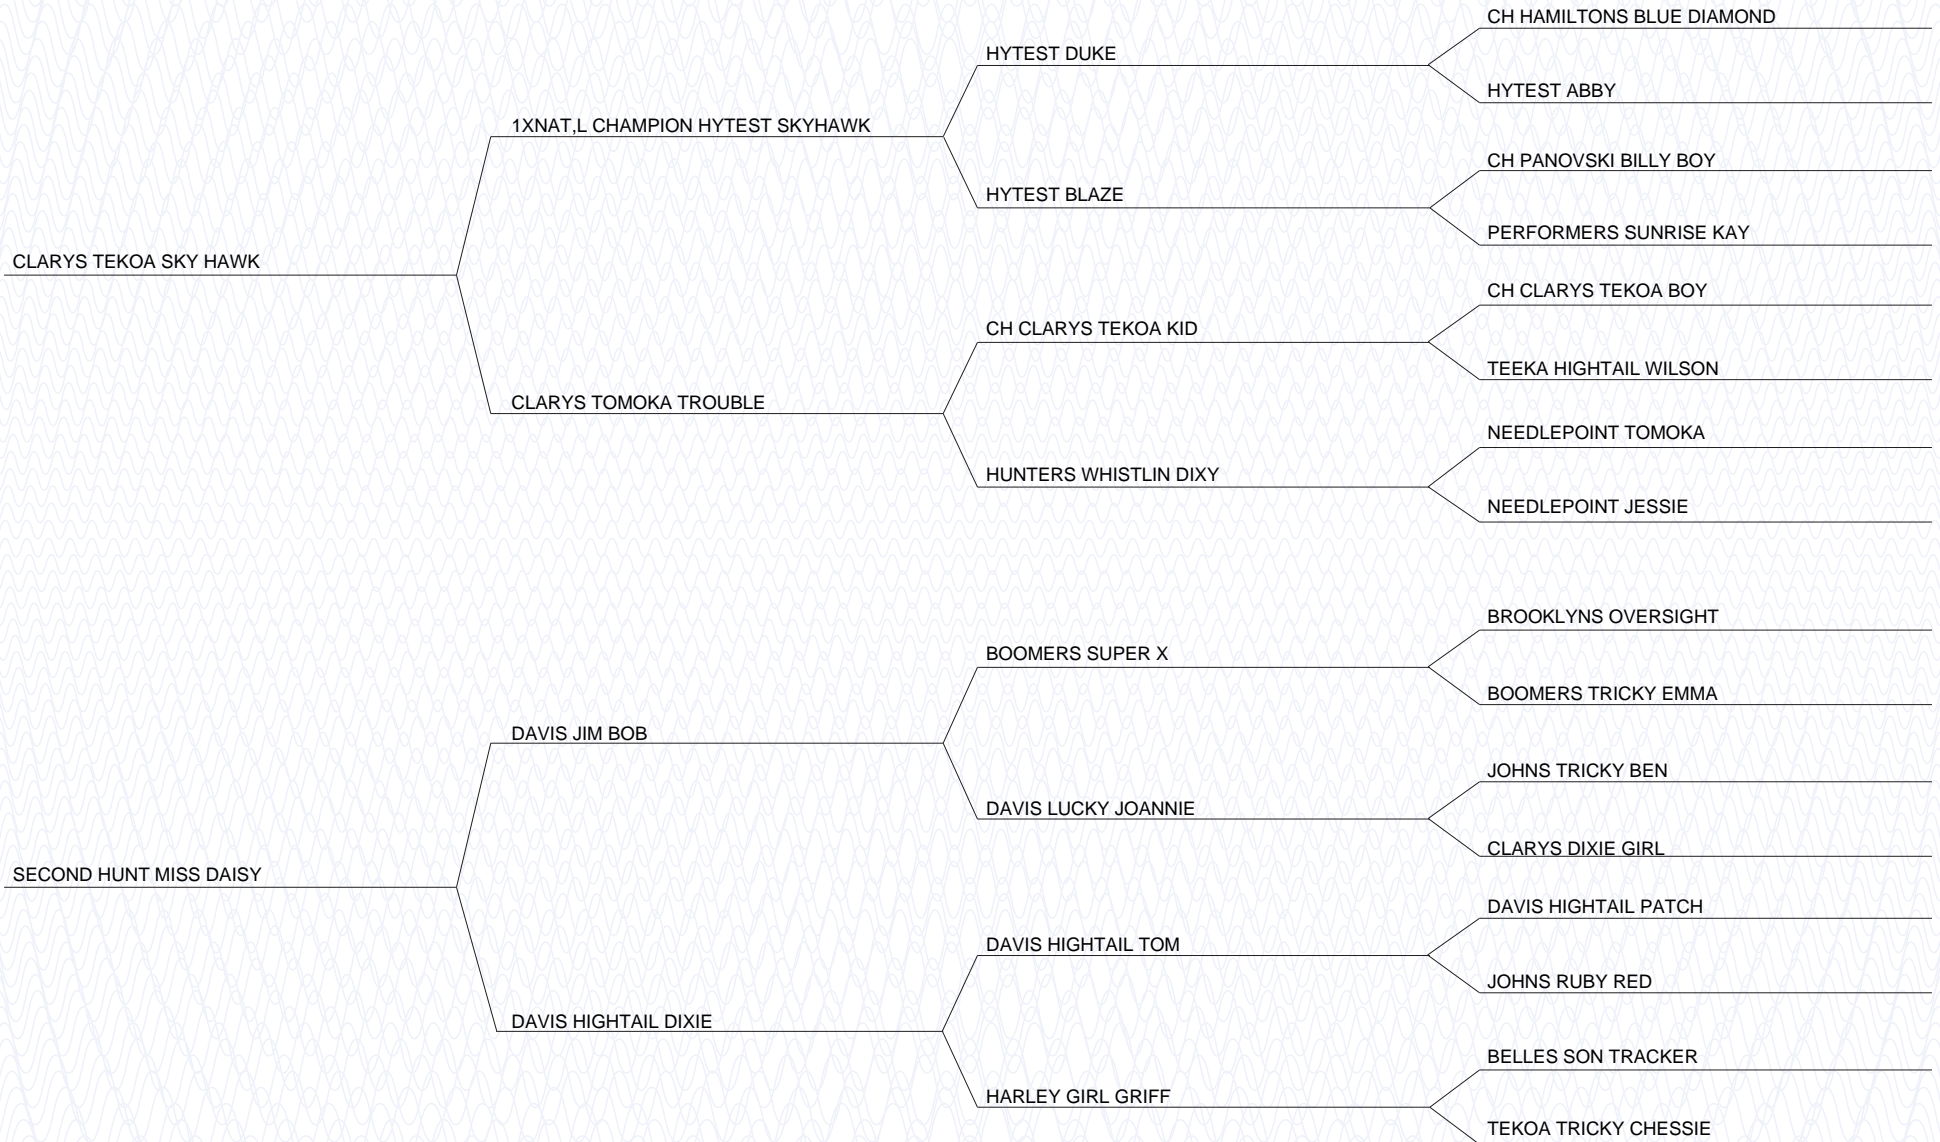 CH HAMILTONS BLUE DIAMOND
HYTEST DUKE
HYTEST ABBY
1XNAT,L CHAMPION HYTEST SKYHAWK
CH PANOVSKI BILLY BOY
HYTEST BLAZE
PERFORMERS SUNRISE KAY
CLARYS TEKOA SKY HAWK
CH CLARYS TEKOA BOY
CH CLARYS TEKOA KID
TEEKA HIGHTAIL WILSON
CLARYS TOMOKA TROUBLE
NEEDLEPOINT TOMOKA
HUNTERS WHISTLIN DIXY
NEEDLEPOINT JESSIE
BROOKLYNS OVERSIGHT
BOOMERS SUPER X
BOOMERS TRICKY EMMA
DAVIS JIM BOB
JOHNS TRICKY BEN
DAVIS LUCKY JOANNIE
CLARYS DIXIE GIRL
SECOND HUNT MISS DAISY
DAVIS HIGHTAIL PATCH
DAVIS HIGHTAIL TOM
JOHNS RUBY RED
DAVIS HIGHTAIL DIXIE
BELLES SON TRACKER
HARLEY GIRL GRIFF
TEKOA TRICKY CHESSIE